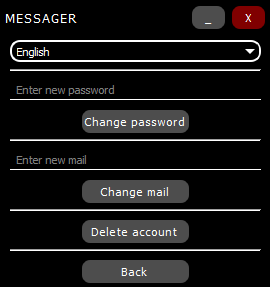 MESSAGER
_
X
English
Enter new password
Change password
Enter new mail
Change mail
Delete account
Back